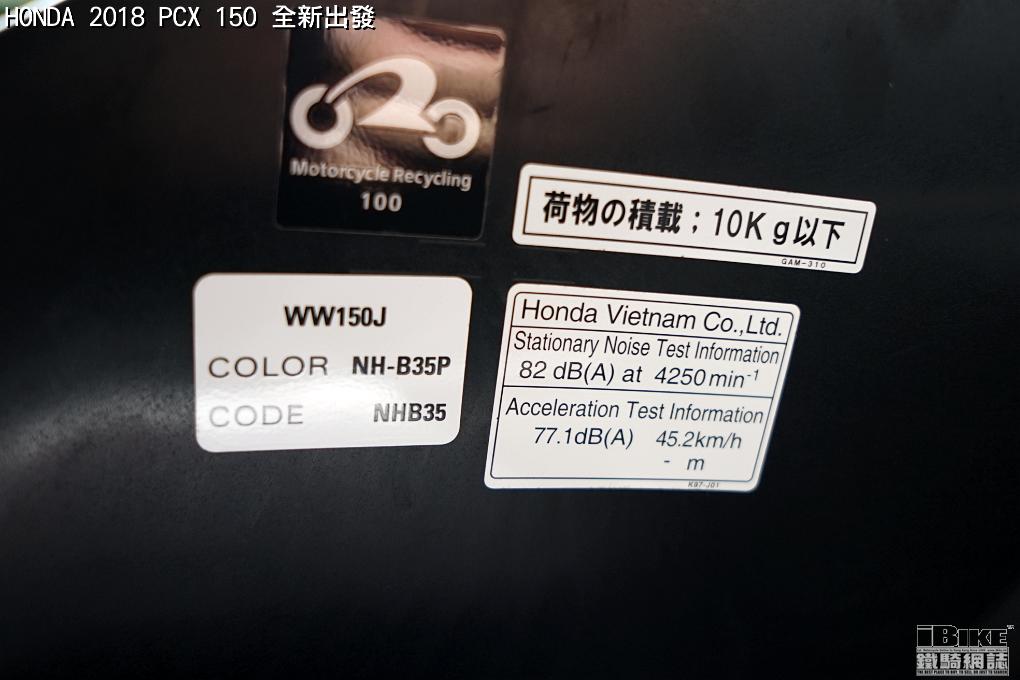 HONDA 2018 PCX 150 全新出發
Motorcycle Recycling
100
荷物の積載；10Kg以下
GAM-310
WW150J
COLOR NH-B35P
CODE NHB35
Honda Vietnam Co.,Ltd.
Stationary Noise Test Information
82 dB(A) at 4250min⁻¹
Acceleration Test Information
77.1dB(A) 45.2km/h
- m
K97-J01
iBIKE
鐵騎網誌